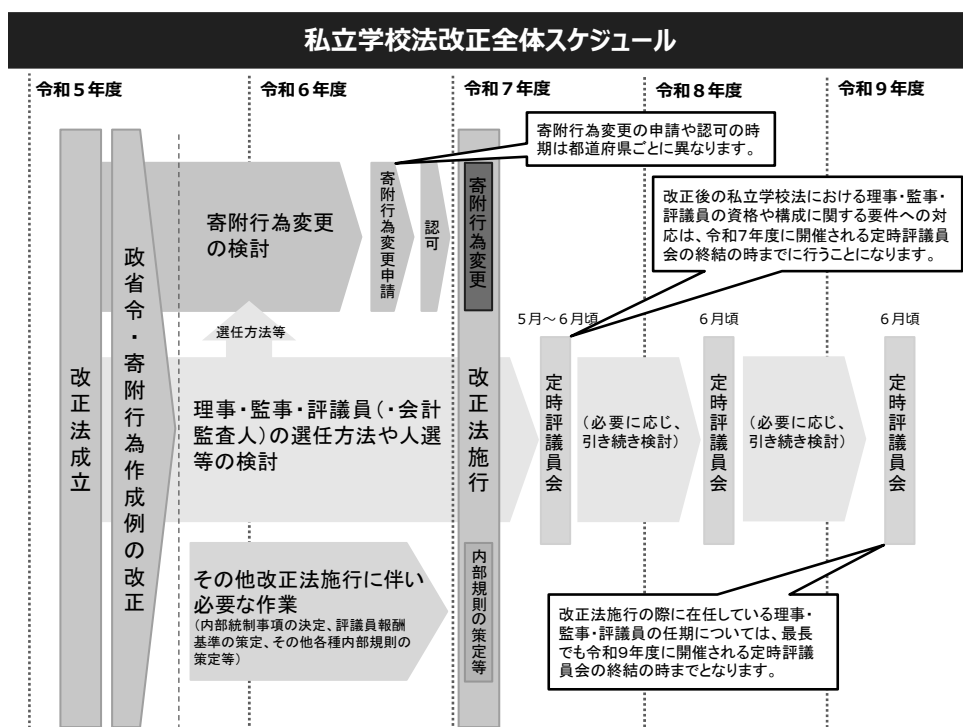 私立学校法改正全体スケジュール
令和５年度
令和６年度
令和７年度
令和８年度
令和９年度
改正法成立
政省令・寄附行為作成例の改正
寄附行為変更
の検討
寄附行為変更申請
認可
寄附行為変更
寄附行為変更の申請や認可の時
期は都道府県ごとに異なります。
改正後の私立学校法における理事・監事・
評議員の資格や構成に関する要件への対
応は、令和７年度に開催される定時評議員
会の終結の時までに行うことになります。
選任方法等
理事・監事・評議員（・会計
監査人）の選任方法や人選
等の検討
改正法施行
５月～６月頃
定時評議員会
（必要に応じ、
引き続き検討）
６月頃
定時評議員会
（必要に応じ、
引き続き検討）
６月頃
定時評議員会
その他改正法施行に伴い
必要な作業
（内部統制事項の決定、評議員報酬
基準の策定、その他各種内部規則の
策定等）
内部規則の策定等
改正法施行の際に在任している理事・
監事・評議員の任期については、最長
でも令和９年度に開催される定時評議
員会の終結の時までとなります。